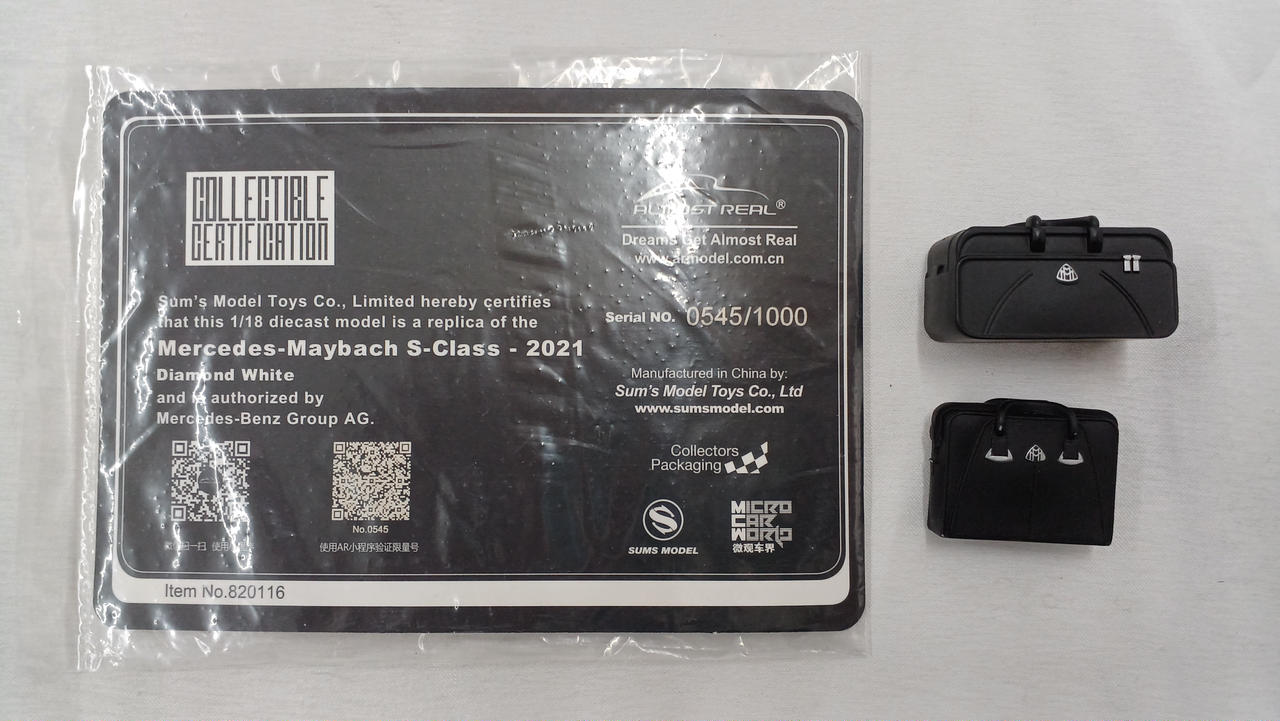 COLLECTIBLE
CERTIFICATION
Sum's Model Toys Co., Limited hereby certifies
that this 1/18 diecast model is a replica of the
Mercedes-Maybach S-Class - 2021
Diamond White
and is authorized by
Mercedes-Benz Group AG.
No.0545
使用AR小程序验证限量号
Item No.820116
ALMOST REAL®
Dreams Get Almost Real
www.armodel.com.cn
Serial NO. 0545/1000
Manufactured in China by:
Sum's Model Toys Co., Ltd
www.sumsmodel.com
Collectors
Packaging
SUMS MODEL
MICRO
CAR
WORLD
微观车界